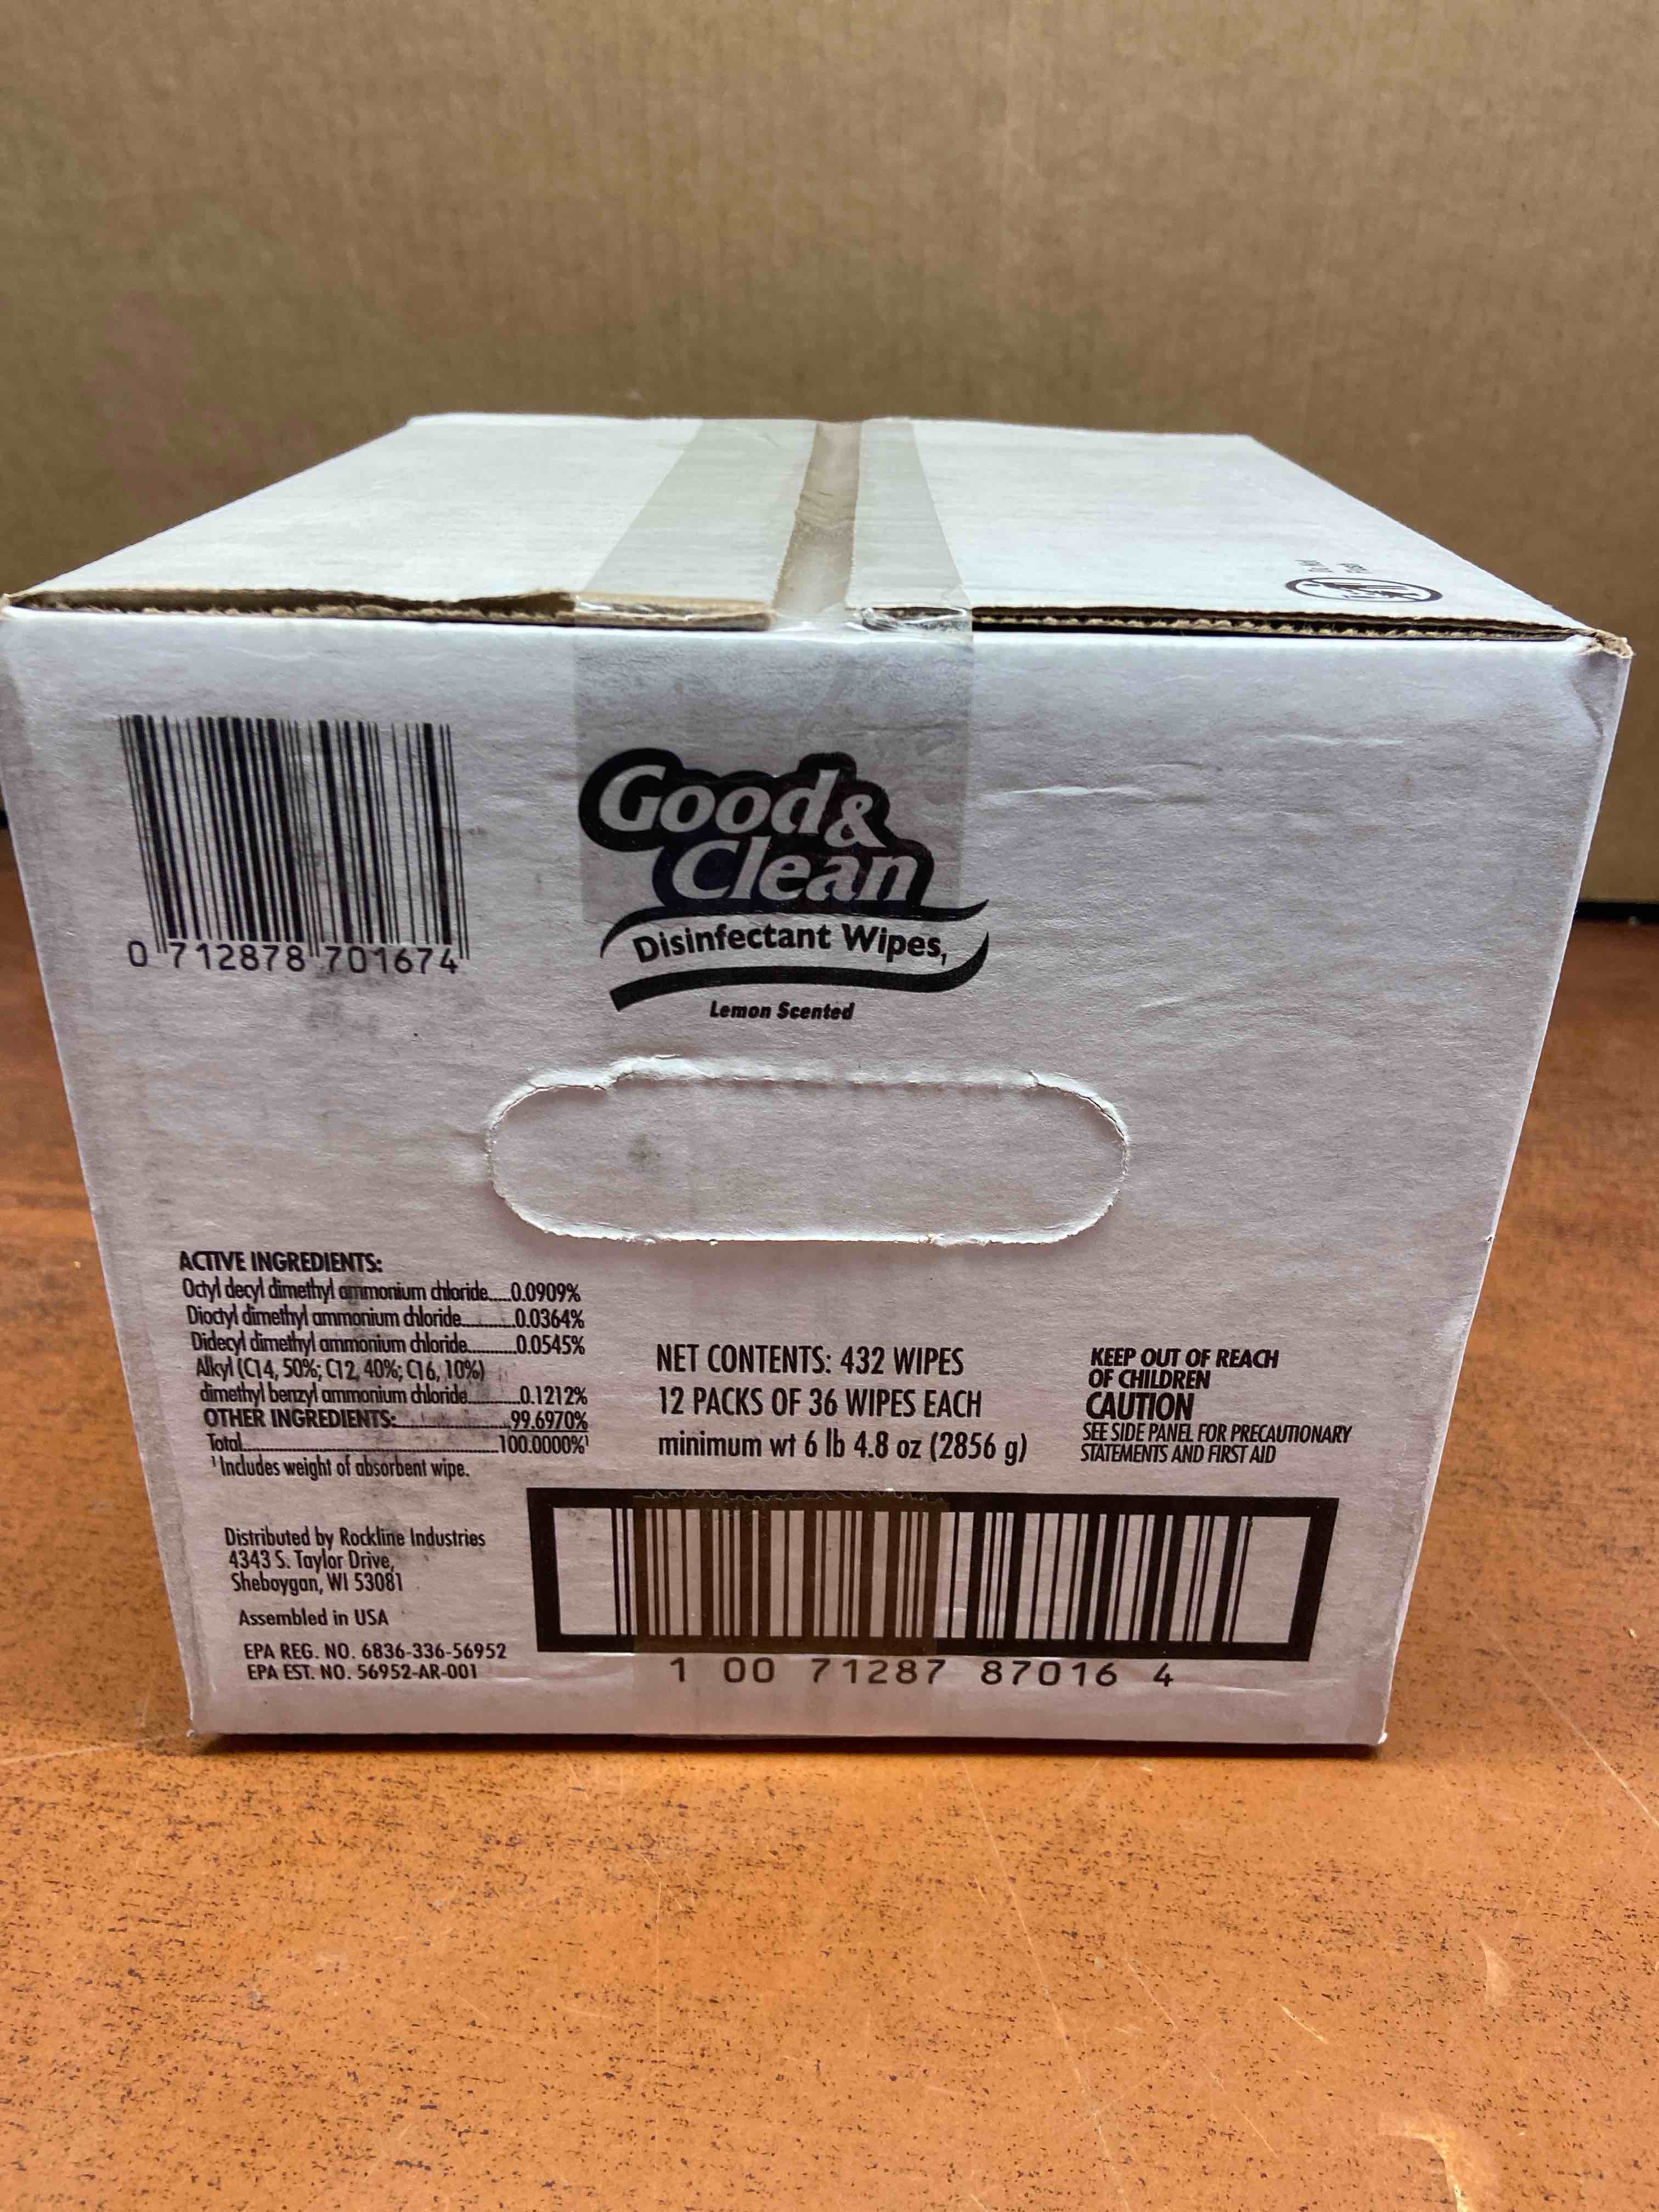 0 712878 701674
Good &
Clean
Disinfectant Wipes,
Lemon Scented
ACTIVE INGREDIENTS:
Octyl decyl dimethyl ammonium chloride.....0.0909%
Dioctyl dimethyl ammonium chloride...........0.0364%
Didecyl dimethyl ammonium chloride..........0.0545%
Alkyl (C14, 50%; C12, 40%; C16, 10%)
dimethyl benzyl ammonium chloride...........0.1212%
OTHER INGREDIENTS:......................99.6970%
Total..................................................100.0000%¹
¹ Includes weight of absorbent wipe.
NET CONTENTS: 432 WIPES
12 PACKS OF 36 WIPES EACH
minimum wt 6 lb 4.8 oz (2856 g)
KEEP OUT OF REACH
OF CHILDREN
CAUTION
SEE SIDE PANEL FOR PRECAUTIONARY
STATEMENTS AND FIRST AID
Distributed by Rockline Industries
4343 S. Taylor Drive,
Sheboygan, WI 53081
Assembled in USA
EPA REG. NO. 6836-336-56952
EPA EST. NO. 56952-AR-001
1 00 71287 87016 4